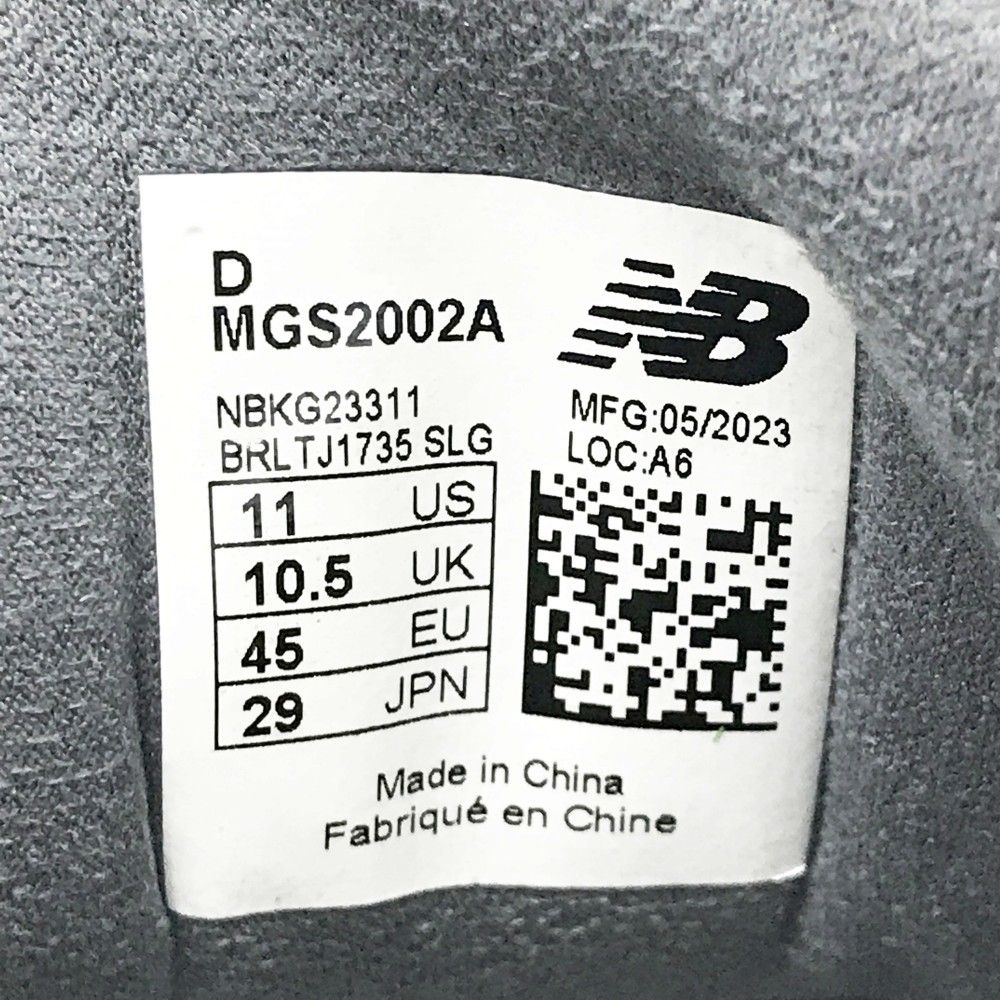 D
MGS2002A
NB
NBKG23311
BRLTJ1735 SLG
MFG:05/2023
LOC:A6
11 US
10.5 UK
45 EU
29 JPN
Made in China
Fabriqué en Chine